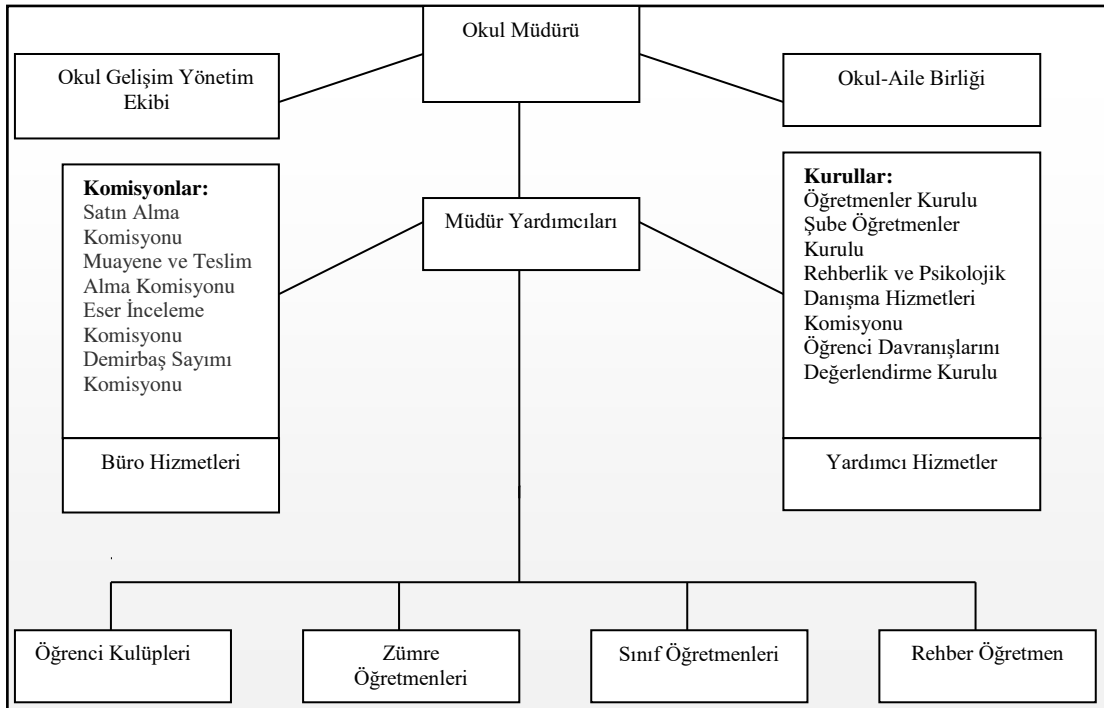 Okul Müdürü
Okul Gelişim Yönetim
Ekibi
Okul-Aile Birliği
Komisyonlar:
Satın Alma
Komisyonu
Muayene ve Teslim
Alma Komisyonu
Eser İnceleme
Komisyonu
Demirbaş Sayımı
Komisyonu
Müdür Yardımcıları
Kurullar:
Öğretmenler Kurulu
Şube Öğretmenler
Kurulu
Rehberlik ve Psikolojik
Danışma Hizmetleri
Komisyonu
Öğrenci Davranışlarını
Değerlendirme Kurulu
Büro Hizmetleri
Yardımcı Hizmetler
Öğrenci Kulüpleri
Zümre
Öğretmenleri
Sınıf Öğretmenleri
Rehber Öğretmen